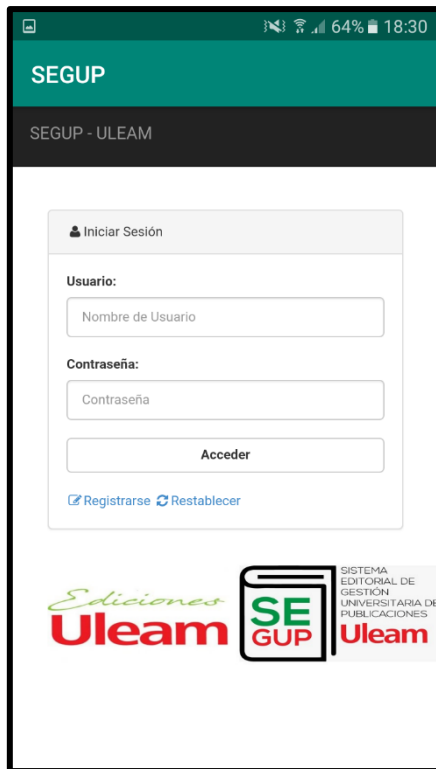 64% 18:30
SEGUP
SEGUP - ULEAM
Iniciar Sesión
Usuario:
Nombre de Usuario
Contraseña:
Contraseña
Acceder
Registrarse Restablecer
Ediciones
Uleam
SE
GUP
SISTEMA
EDITORIAL DE
GESTIÓN
UNIVERSITARIA DE
PUBLICACIONES
Uleam